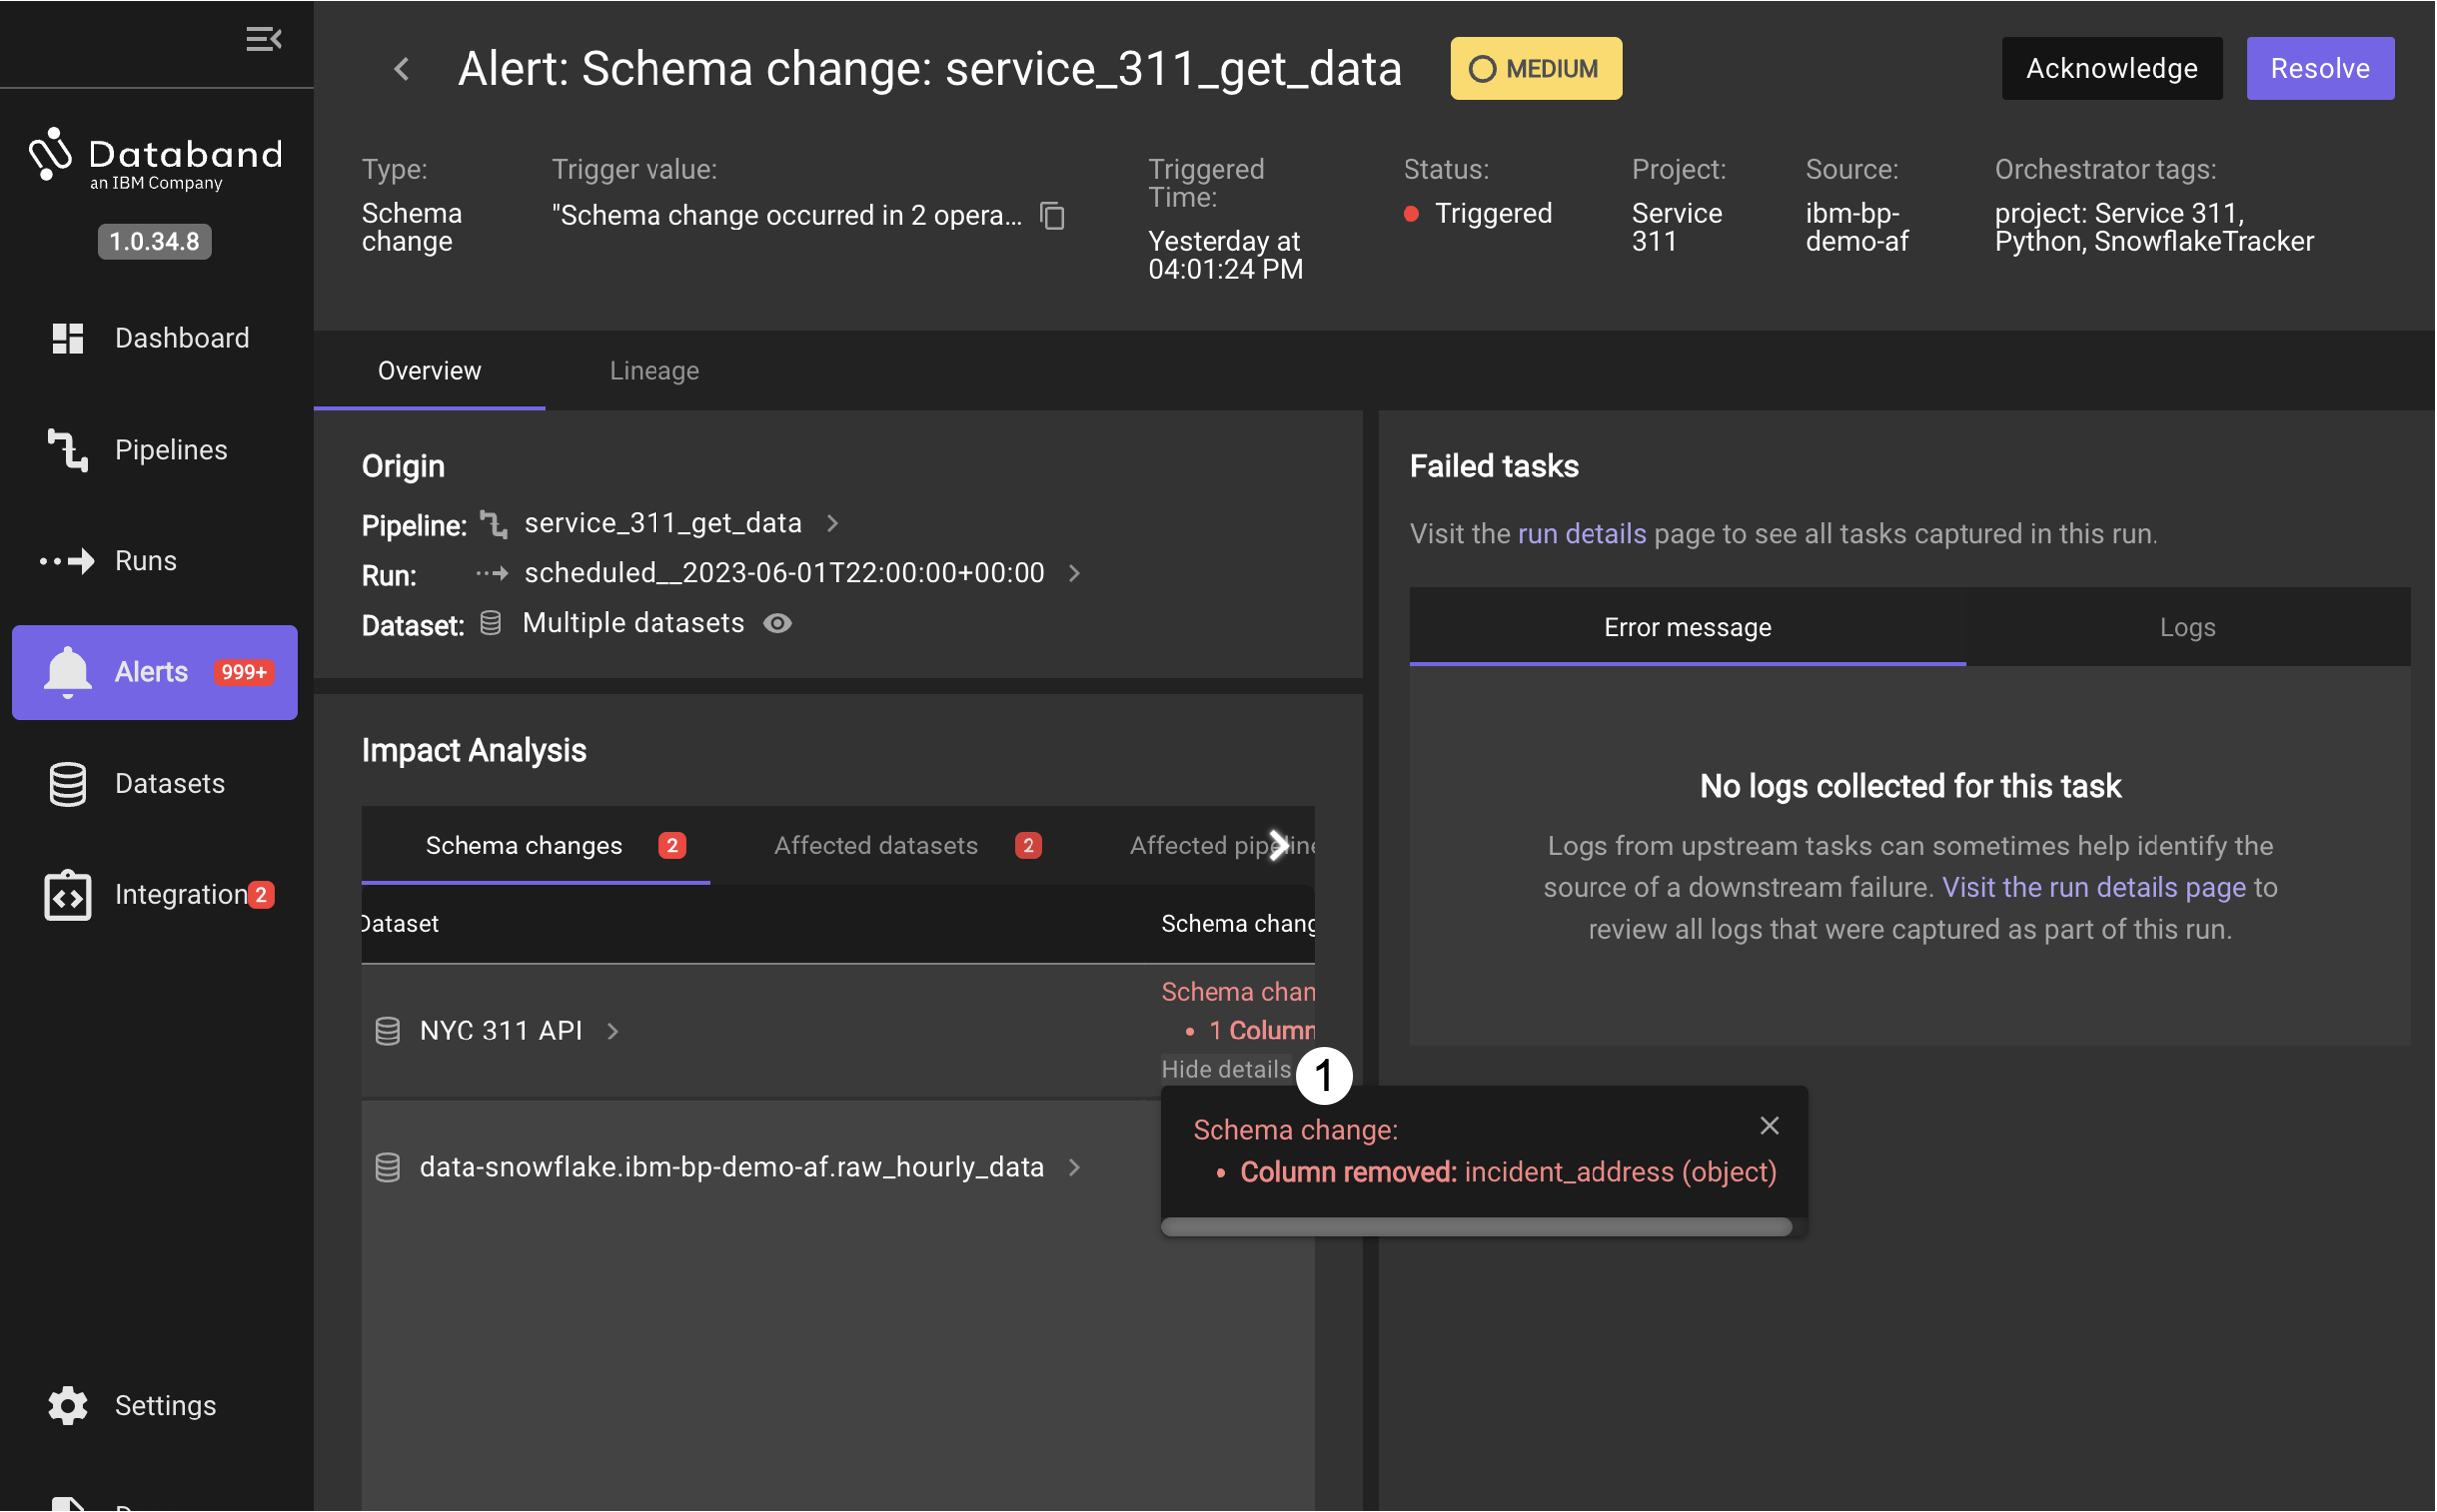 Databand
an IBM Company
1.0.34.8
Dashboard
Pipelines
Runs
Alerts 999+
Datasets
Integration 2
Settings
Alert: Schema change: service_311_get_data
MEDIUM
Acknowledge
Resolve
Type:
Schema
change
Trigger value:
"Schema change occurred in 2 opera...
Triggered
Time:
Yesterday at
04:01:24 PM
Status:
Triggered
Project:
Service
311
Source:
ibm-bp-
demo-af
Orchestrator tags:
project: Service 311,
Python, SnowflakeTracker
Overview
Lineage
Origin
Pipeline: service_311_get_data
Run: scheduled__2023-06-01T22:00:00+00:00
Dataset: Multiple datasets
Impact Analysis
Schema changes 2
Affected datasets 2
Affected
Dataset
Schema chang
NYC 311 API
Schema chan
• 1 Column
Hide details
1
data-snowflake.ibm-bp-demo-af.raw_hourly_data
Schema change:
• Column removed: incident_address (object)
Failed tasks
Visit the run details page to see all tasks captured in this run.
Error message
Logs
No logs collected for this task
Logs from upstream tasks can sometimes help identify the
source of a downstream failure. Visit the run details page to
review all logs that were captured as part of this run.